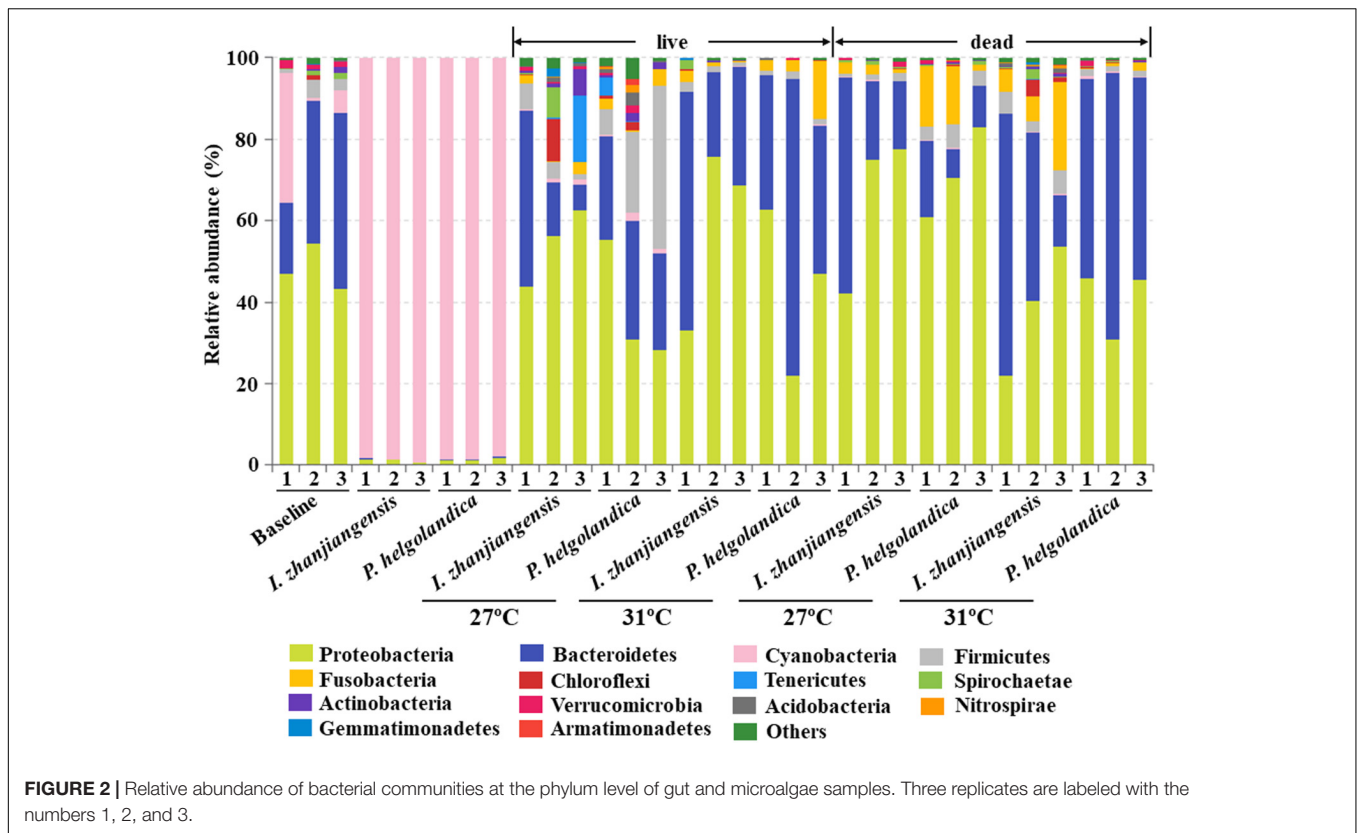 live dead
100
80
60
40
20
0
Relative abundance (%)
1 2 3 1 2 3 1 2 3 1 2 3 1 2 3 1 2 3 1 2 3 1 2 3 1 2 3 1 2 3 1 2 3
Baseline
I. zhanjiangensis
P. helgolandica
I. zhanjiangensis
P. helgolandica
I. zhanjiangensis
P. helgolandica
I. zhanjiangensis
P. helgolandica
I. zhanjiangensis
P. helgolandica
27ºC 31ºC 27ºC 31ºC
Proteobacteria Bacteroidetes Cyanobacteria Firmicutes
Fusobacteria Chloroflexi Tenericutes Spirochaetae
Actinobacteria Verrucomicrobia Acidobacteria Nitrospirae
Gemmatimonadetes Armatimonadetes Others
FIGURE 2 | Relative abundance of bacterial communities at the phylum level of gut and microalgae samples. Three replicates are labeled with the
numbers 1, 2, and 3.